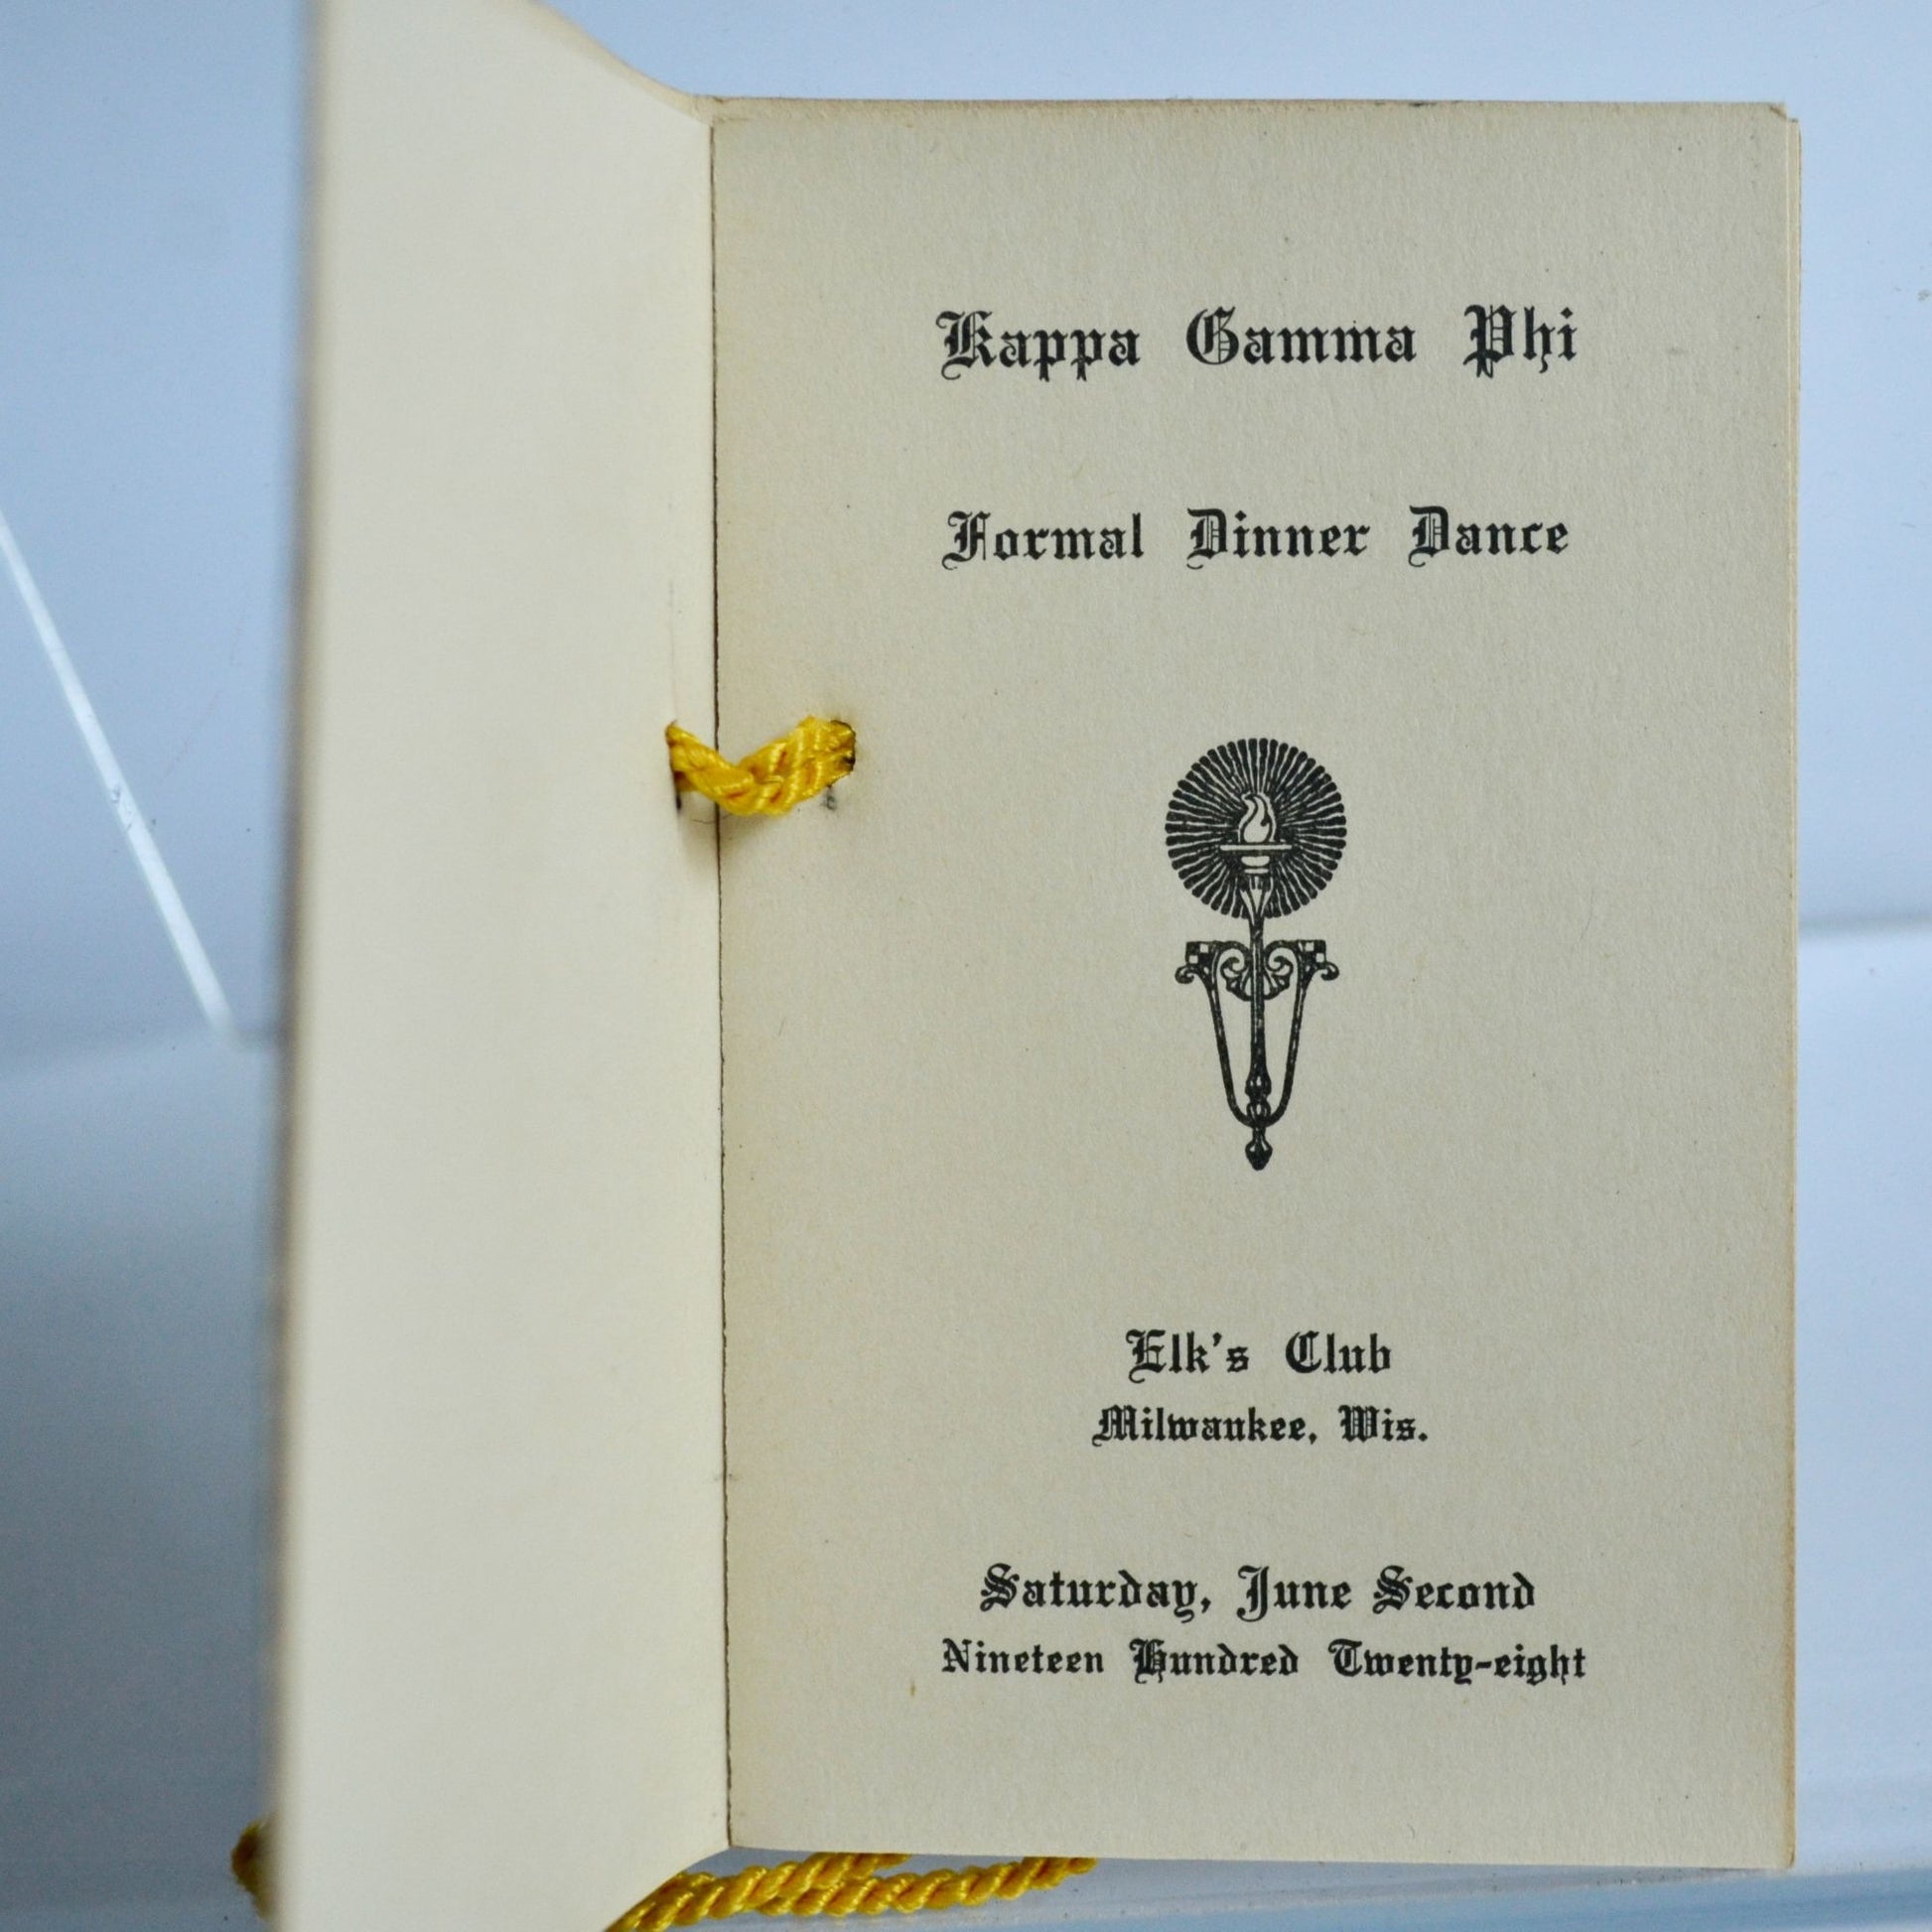 Kappa Gamma Phi
Formal Dinner Dance
Elk's Club
Milwaukee, Wis.
Saturday, June Second
Nineteen Hundred Twenty-eight